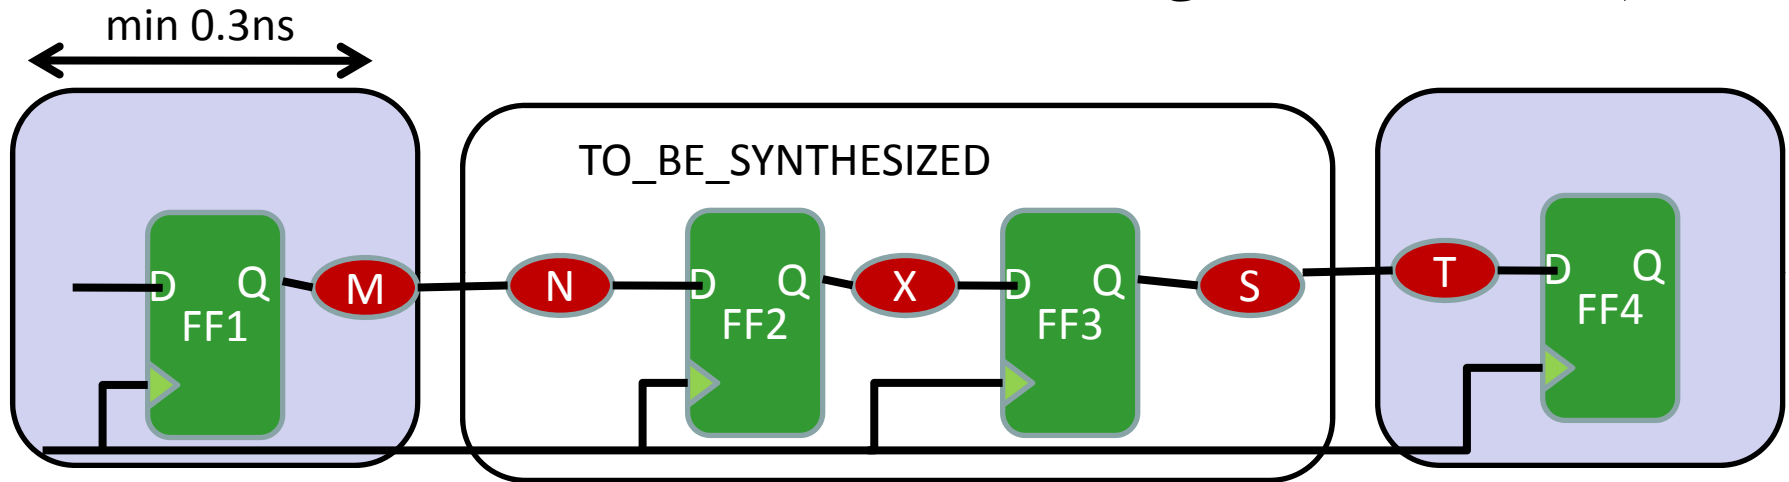 min 0.3ns
TO_BE_SYNTHESIZED
D Q
FF1
M
N
D Q
FF2
X
D Q
FF3
S
T
D Q
FF4